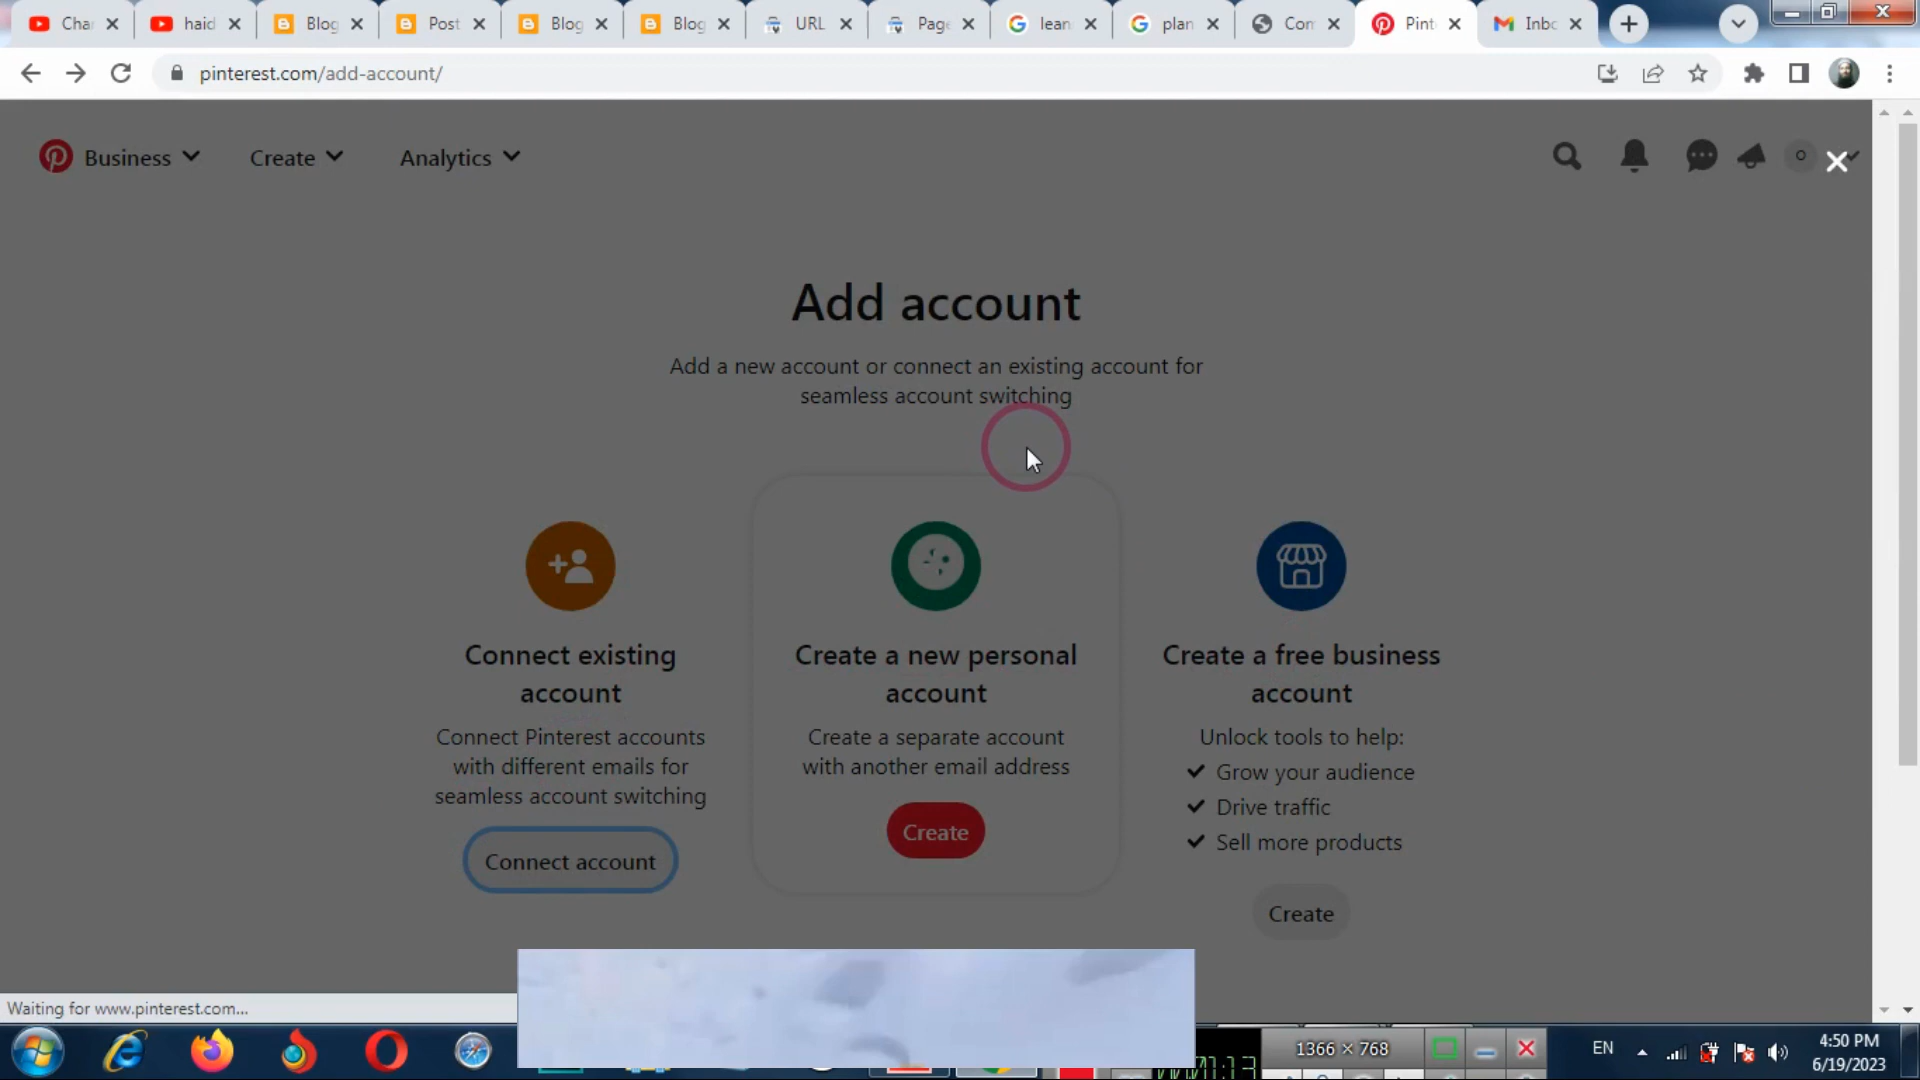 Char
haid
Blog
Post
Blog
Blog
URL
Page
lean
plan
Com
Pint
Inbo
pinterest.com/add-account/
Business
Create
Analytics
Add account
Add a new account or connect an existing account for
seamless account switching
Connect existing
account
Connect Pinterest accounts
with different emails for
seamless account switching
Connect account
Create a new personal
account
Create a separate account
with another email address
Create
Create a free business
account
Unlock tools to help:
Grow your audience
Drive traffic
Sell more products
Create
Waiting for www.pinterest.com...
1366 × 768
EN
4:50 PM
6/19/2023